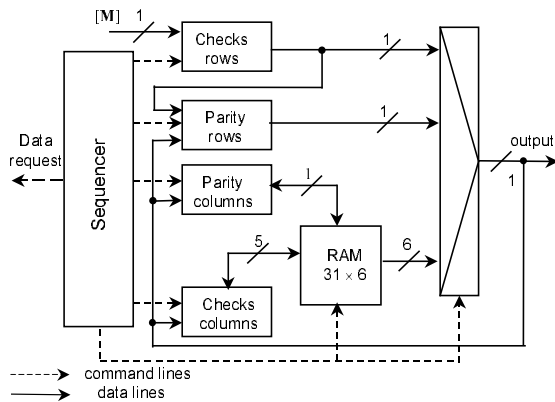 [M]
1
Checks
rows
1
Parity
rows
1
Data
request
Sequencer
output
1
Parity
columns
1
5
RAM
31 × 6
6
Checks
columns
command lines
data lines